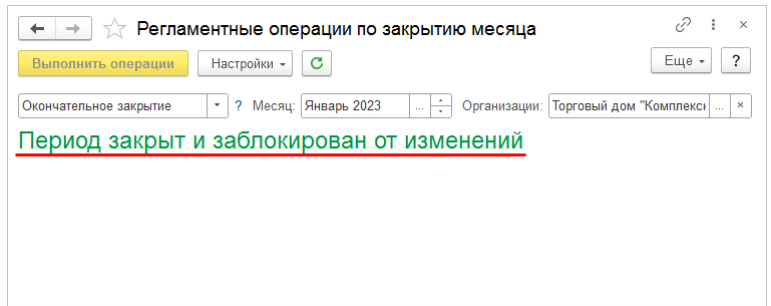 Регламентные операции по закрытию месяца
Выполнить операции Настройки Еще ?
Окончательное закрытие ? Месяц: Январь 2023 ... Организации: Торговый дом "Комплекс ... ×
Период закрыт и заблокирован от изменений